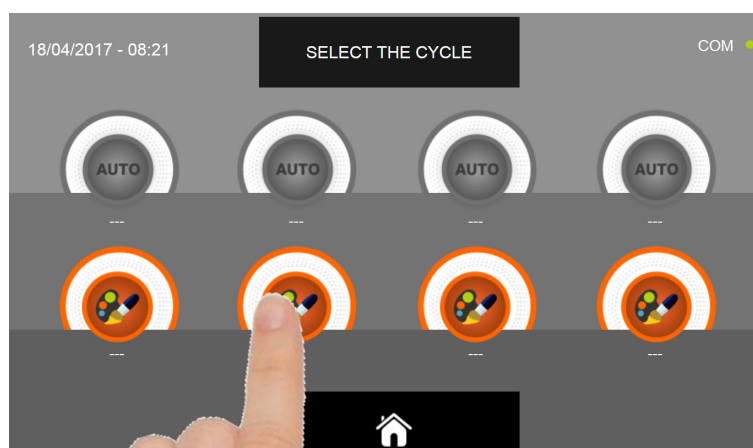 18/04/2017 - 08:21
SELECT THE CYCLE
COM
AUTO AUTO AUTO AUTO
--- --- --- ---
--- --- ---